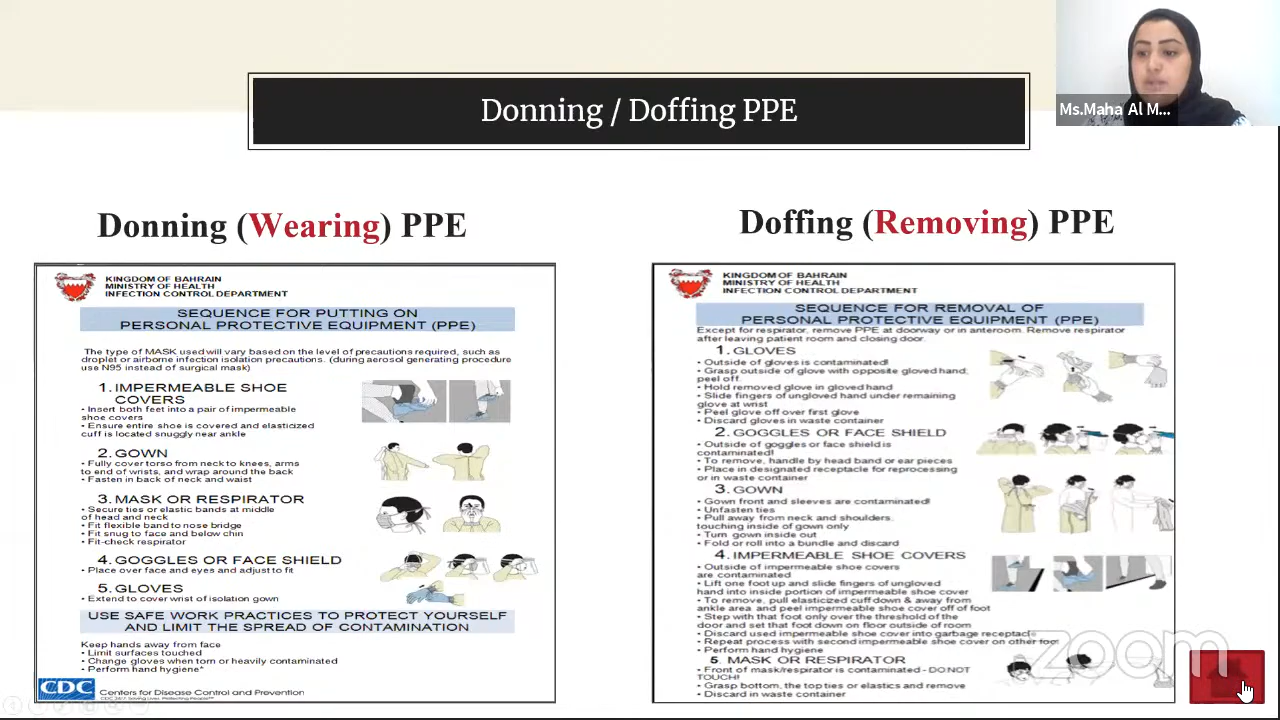 Ms.Maha Al M...
Donning / Doffing PPE
Donning (Wearing) PPE
KINGDOM OF BAHRAIN
MINISTRY OF HEALTH
INFECTION CONTROL DEPARTMENT
SEQUENCE FOR PUTTING ON
PERSONAL PROTECTIVE EQUIPMENT (PPE)
The type of MASK used will vary based on the level of precautions required, such as
droplet or airborne infection isolation precautions. (during aerosol generating procedure
use N95 instead of surgical mask)
1. IMPERMEABLE SHOE
COVERS
• Insert both feet into a pair of impermeable
shoe covers
• Ensure entire shoe is covered and elasticized
cuff is located snuggly near ankle
2. GOWN
• Fully cover torso from neck to knees, arms
to end of wrists, and wrap around the back
• Fasten in back of neck and waist
3. MASK OR RESPIRATOR
• Secure ties or elastic bands at middle
of head and neck
• Fit flexible band to nose bridge
• Fit snug to face and below chin
• Fit-check respirator
4. GOGGLES OR FACE SHIELD
• Place over face and eyes and adjust to fit
5. GLOVES
• Extend to cover wrist of isolation gown
USE SAFE WORK PRACTICES TO PROTECT YOURSELF
AND LIMIT THE SPREAD OF CONTAMINATION
Keep hands away from face
• Limit surfaces touched
• Change gloves when torn or heavily contaminated
• Perform hand hygiene*
CDC Centers for Disease Control and Prevention
Doffing (Removing) PPE
KINGDOM OF BAHRAIN
MINISTRY OF HEALTH
INFECTION CONTROL DEPARTMENT
SEQUENCE FOR REMOVAL OF
PERSONAL PROTECTIVE EQUIPMENT (PPE)
Except for respirator, remove PPE at doorway or in anteroom. Remove respirator
after leaving patient room and closing door.
1. GLOVES
• Outside of gloves is contaminated!
• Grasp outside of glove with opposite gloved hand;
peel off
• Hold removed glove in gloved hand
• Slide fingers of ungloved hand under remaining
glove at wrist
• Peel glove off over first glove
• Discard gloves in waste container
2. GOGGLES OR FACE SHIELD
• Outside of goggles or face shield is
contaminated!
• To remove, handle by head band or ear pieces
• Place in designated receptacle for reprocessing
or in waste container
3. GOWN
• Gown front and sleeves are contaminated!
• Unfasten ties
• Pull away from neck and shoulders;
touching inside of gown only
• Turn gown inside out
• Fold or roll into a bundle and discard
4. IMPERMEABLE SHOE COVERS
• Outside of impermeable shoe covers
are contaminated
• Lift one foot up and slide fingers of ungloved
hand into inside portion of impermeable shoe cover
• To remove, pull elasticized cuff down & away from
ankle area, and peel impermeable shoe cover off of foot
• Step with that foot only over the threshold of the
door and set that foot down on floor outside of room
• Discard used impermeable shoe cover into garbage receptacle
• Repeat process with second impermeable shoe cover on other foot
• Perform hand hygiene
5. MASK OR RESPIRATOR
• Front of mask/respirator is contaminated - DO NOT
TOUCH!
• Grasp bottom, the top ties or elastics and remove
• Discard in waste container
zoom